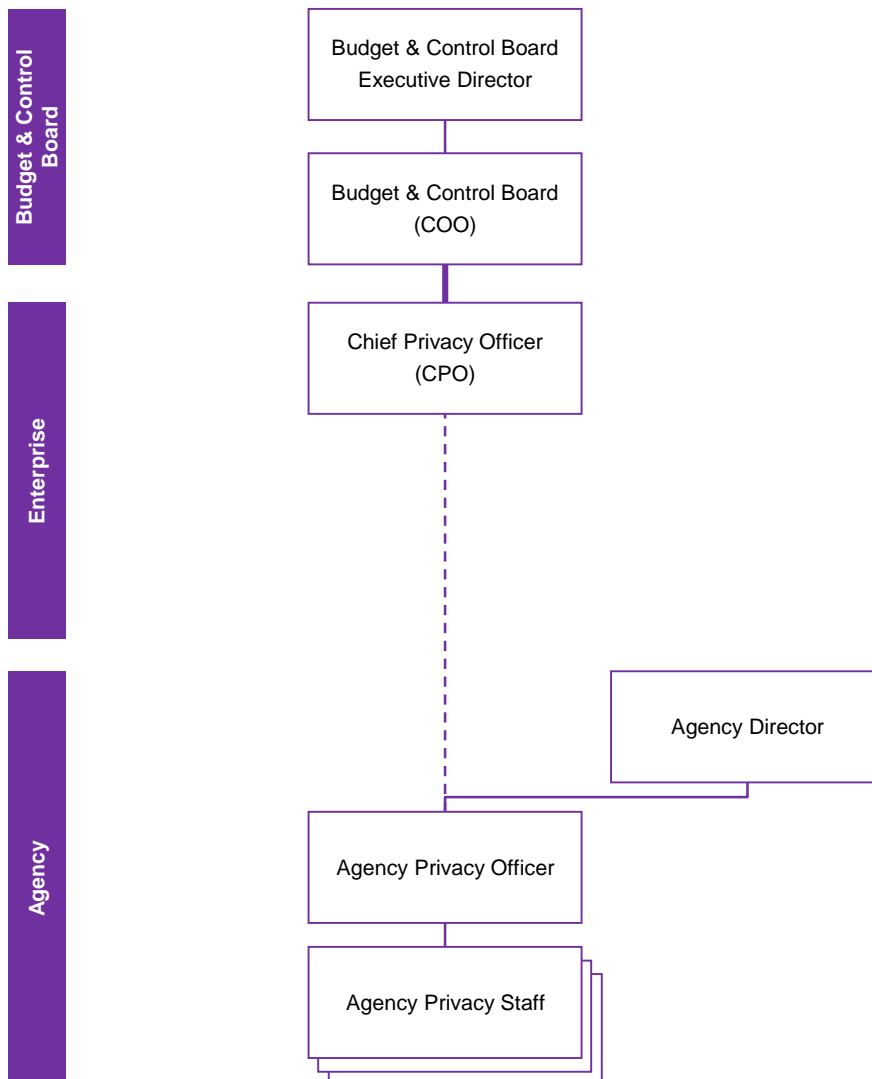 Budget & Control
Board
Budget & Control Board
Executive Director
Budget & Control Board
(COO)
Enterprise
Chief Privacy Officer
(CPO)
Agency
Agency Director
Agency Privacy Officer
Agency Privacy Staff